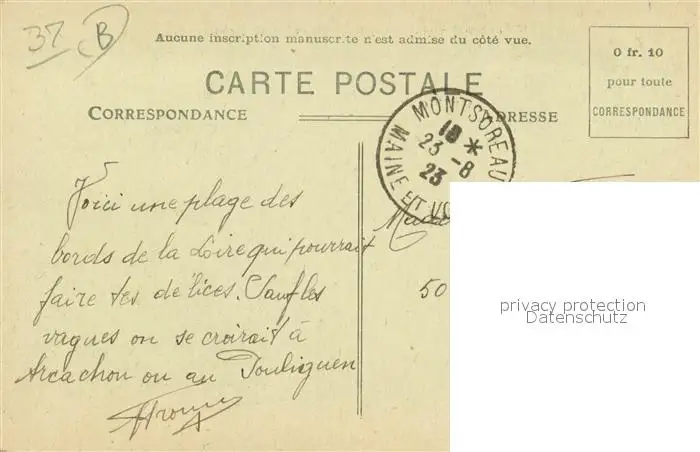 37 B
Aucune inscription manuscrite n'est admise du côté vue.
CARTE POSTALE
CORRESPONDANCE
ADRESSE
0 fr. 10
pour toute
CORRESPONDANCE
MONTSOREAU
18 *
23 -8
23
MAINE ET LO
Voici une plage des
bords de la Loire qui pourrait
faire tes délices. Sauf les
vagues on se croirait à
Arcachon ou au Pouliguen
Mad
50
privacy protection
Datenschutz